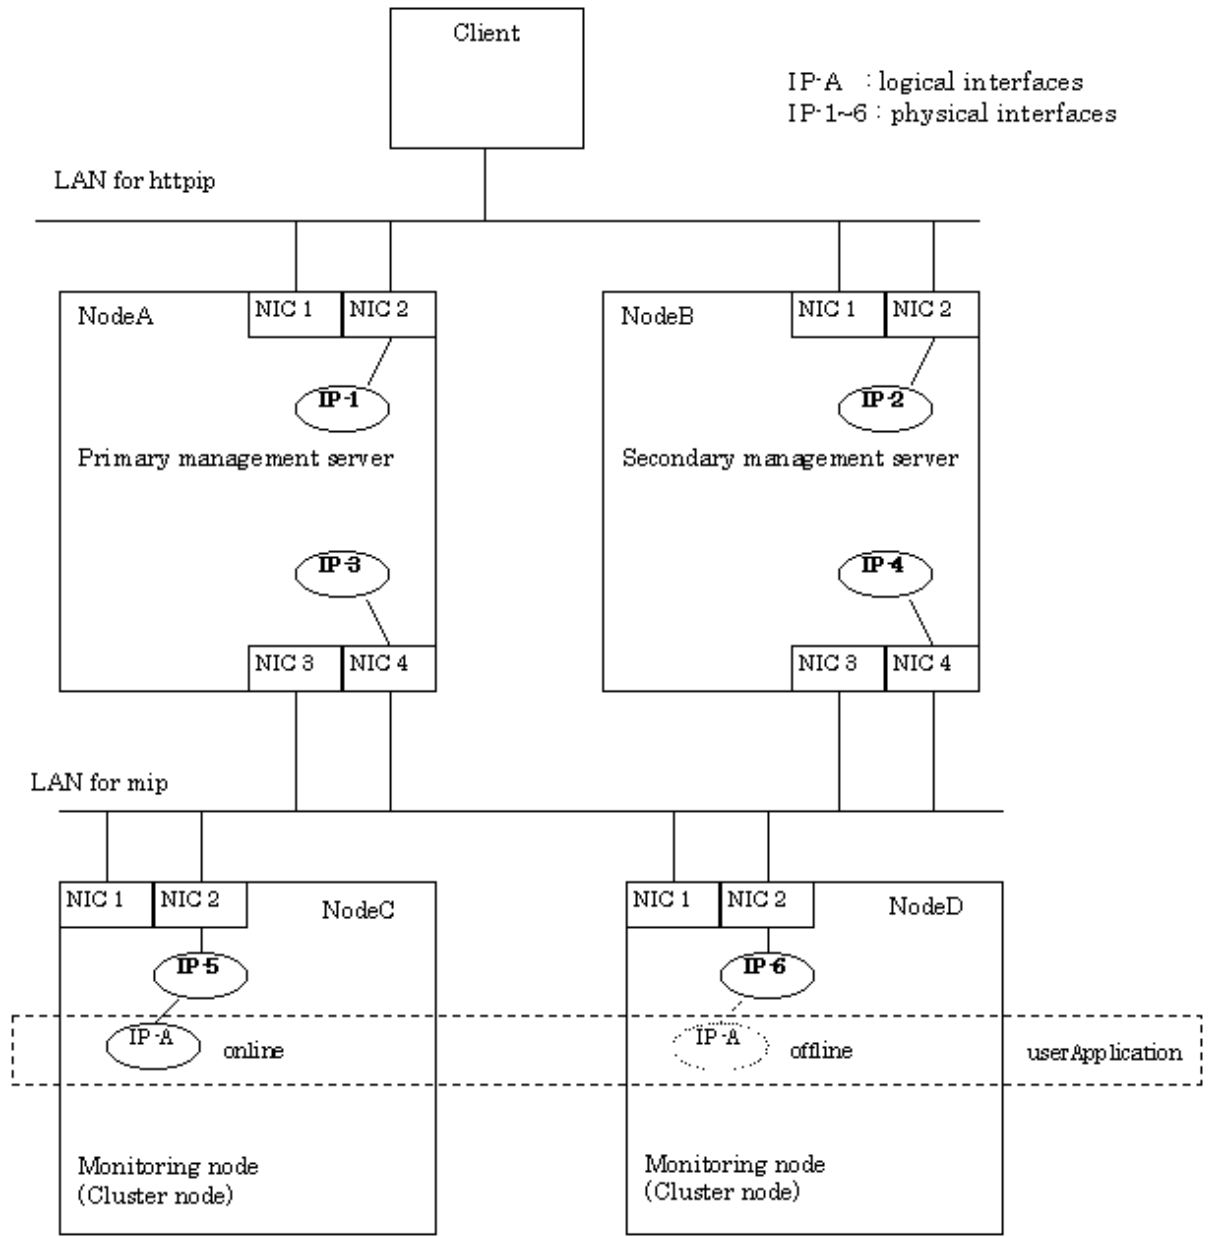 Client
IP-A : logical interfaces
IP-1~6 : physical interfaces
LAN for httpip
NodeA
NIC 1
NIC 2
NodeB
NIC 1
NIC 2
IP-1
IP-2
Primary management server
Secondary management server
IP-3
IP-4
NIC 3
NIC 4
NIC 3
NIC 4
LAN for mip
NIC 1
NIC 2
NodeC
NIC 1
NIC 2
NodeD
IP-5
IP-6
IP-A
online
IP-A
offline
userApplication
Monitoring node
(Cluster node)
Monitoring node
(Cluster node)